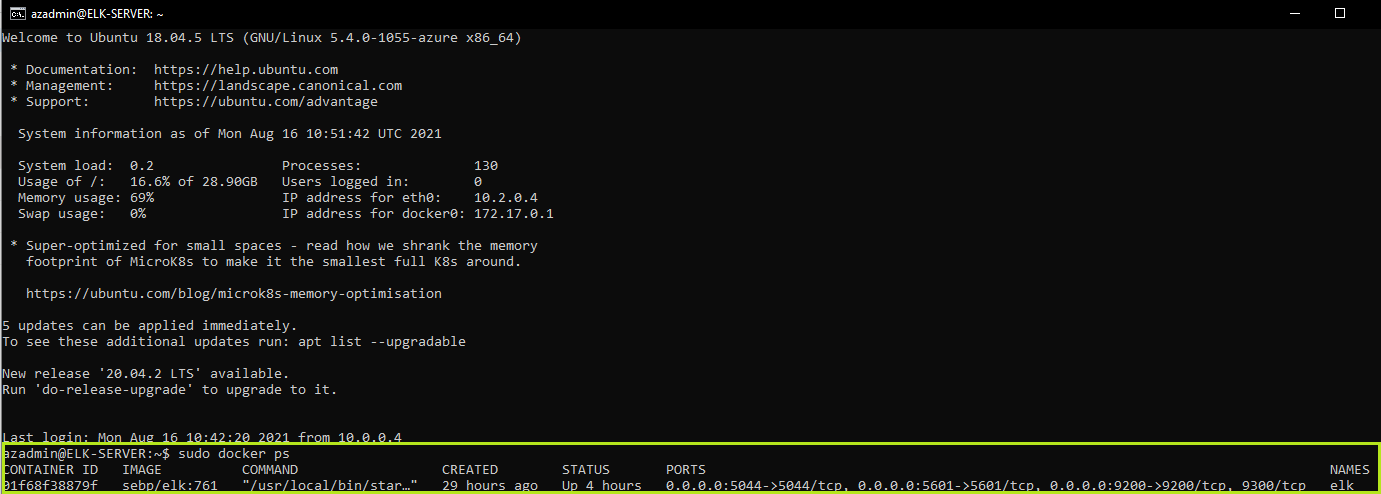 azadmin@ELK-SERVER: ~
Welcome to Ubuntu 18.04.5 LTS (GNU/Linux 5.4.0-1055-azure x86_64)
* Documentation:  https://help.ubuntu.com
* Management:     https://landscape.canonical.com
* Support:        https://ubuntu.com/advantage
System information as of Mon Aug 16 10:51:42 UTC 2021
System load:  0.2                Processes:              130
Usage of /:   16.6% of 28.90GB   Users logged in:        0
Memory usage: 69%                IP address for eth0:    10.2.0.4
Swap usage:   0%                 IP address for docker0: 172.17.0.1
* Super-optimized for small spaces - read how we shrank the memory
footprint of MicroK8s to make it the smallest full K8s around.
https://ubuntu.com/blog/microk8s-memory-optimisation
5 updates can be applied immediately.
To see these additional updates run: apt list --upgradable
New release '20.04.2 LTS' available.
Run 'do-release-upgrade' to upgrade to it.
Last login: Mon Aug 16 10:42:20 2021 from 10.0.0.4
azadmin@ELK-SERVER:~$ sudo docker ps
CONTAINER ID   IMAGE          COMMAND                  CREATED        STATUS       PORTS                                                                              NAMES
01f68f38879f   sebp/elk:761   "/usr/local/bin/star…"   29 hours ago   Up 4 hours   0.0.0.0:5044->5044/tcp, 0.0.0.0:5601->5601/tcp, 0.0.0.0:9200->9200/tcp, 9300/tcp   elk